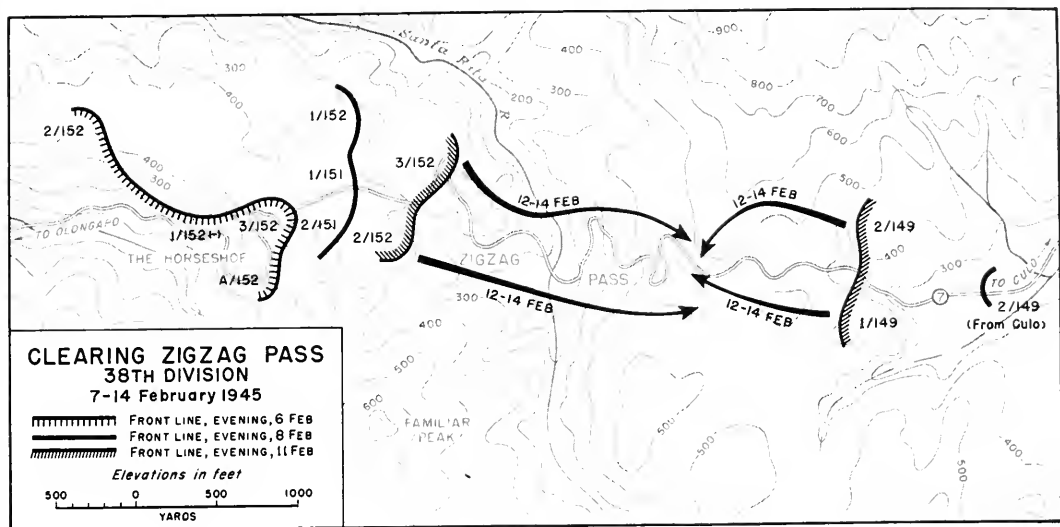 Santa Rita R
900
400
300
800
700
600
500
200
300
400
2/152
1/152
1/151
3/152
400
300
12-14 FEB
12-14 FEB
500
2/149
TO OLONGAPO
1/152(-)
3/152
2/151
2/152
THE HORSESHOE
A/152
ZIGZAG
PASS
400
300
7
TO CULO
2/149
(From Culo)
300
12-14 FEB
12-14 FEB
1/149
400
500
600
FAMILIAR
PEAK
500
500
400
500
CLEARING ZIGZAG PASS
38TH DIVISION
7-14 February 1945
FRONT LINE, EVENING, 6 FEB
FRONT LINE, EVENING, 8 FEB
FRONT LINE, EVENING, 11 FEB
Elevations in feet
500 0 500 1000
YARDS